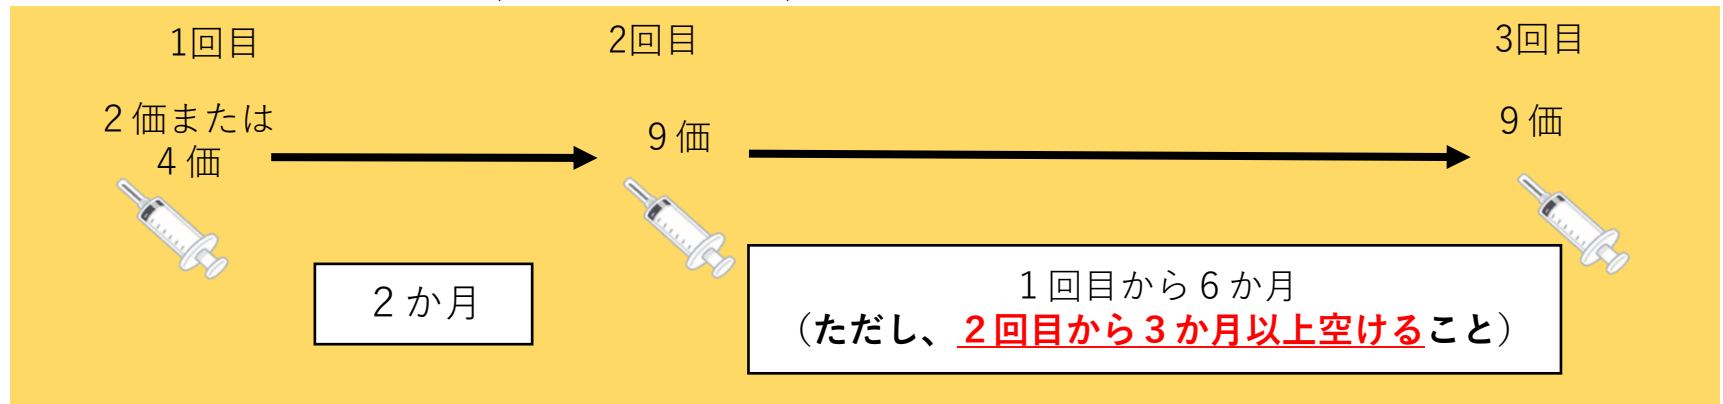 1回目
2回目
3回目
２価または
４価
９価
９価
２か月
１回目から６か月
（ただし、２回目から３か月以上空けること）